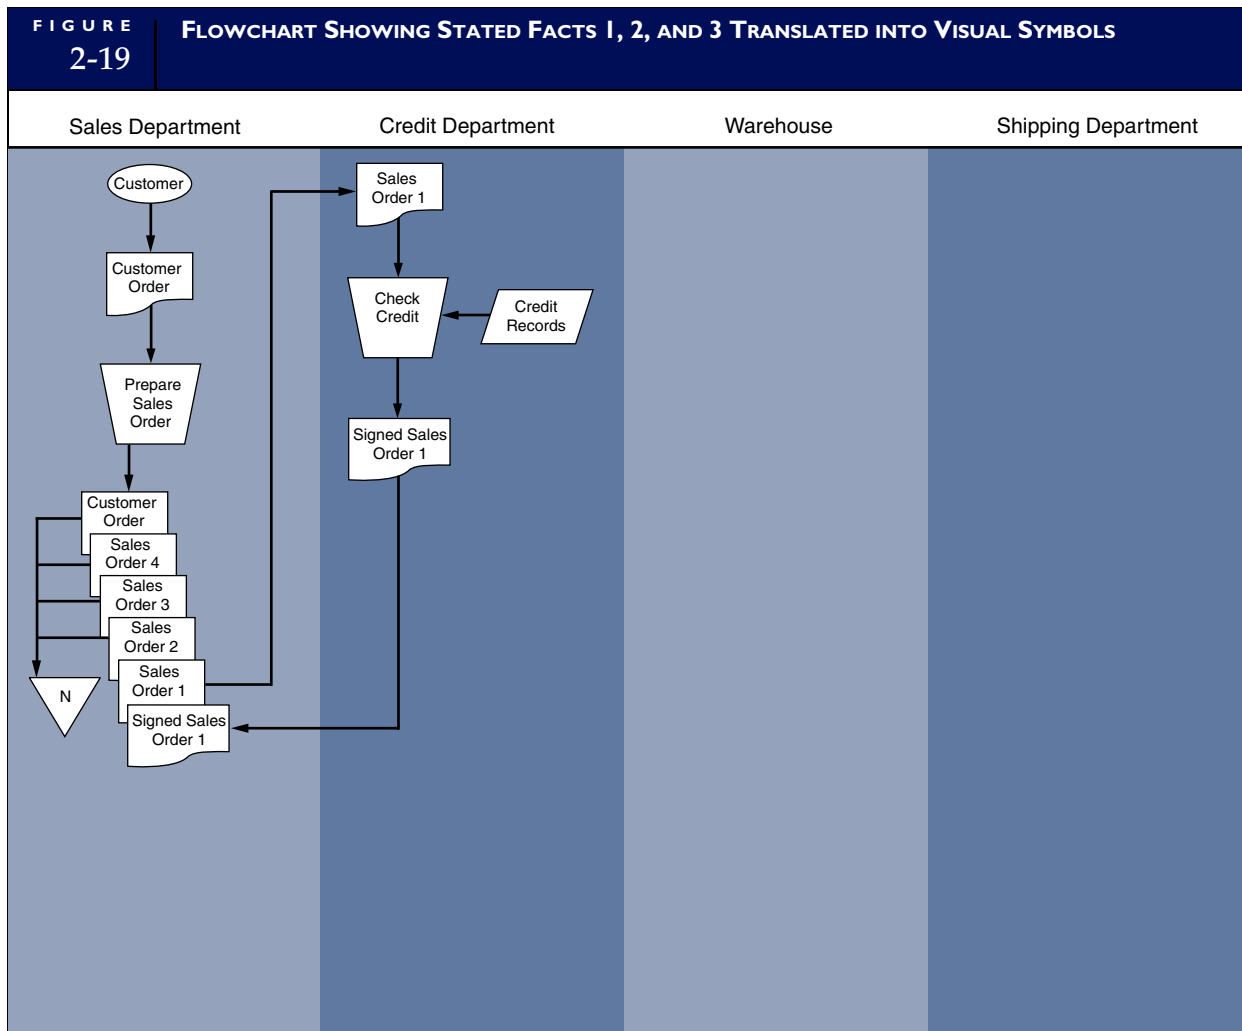 FIGURE
2-19
FLOWCHART SHOWING STATED FACTS 1, 2, AND 3 TRANSLATED INTO VISUAL SYMBOLS
Sales Department
Credit Department
Warehouse
Shipping Department
Customer
Customer
Order
Prepare
Sales
Order
Customer
Order
Sales
Order 4
Sales
Order 3
Sales
Order 2
Sales
Order 1
Signed Sales
Order 1
N
Sales
Order 1
Check
Credit
Credit
Records
Signed Sales
Order 1